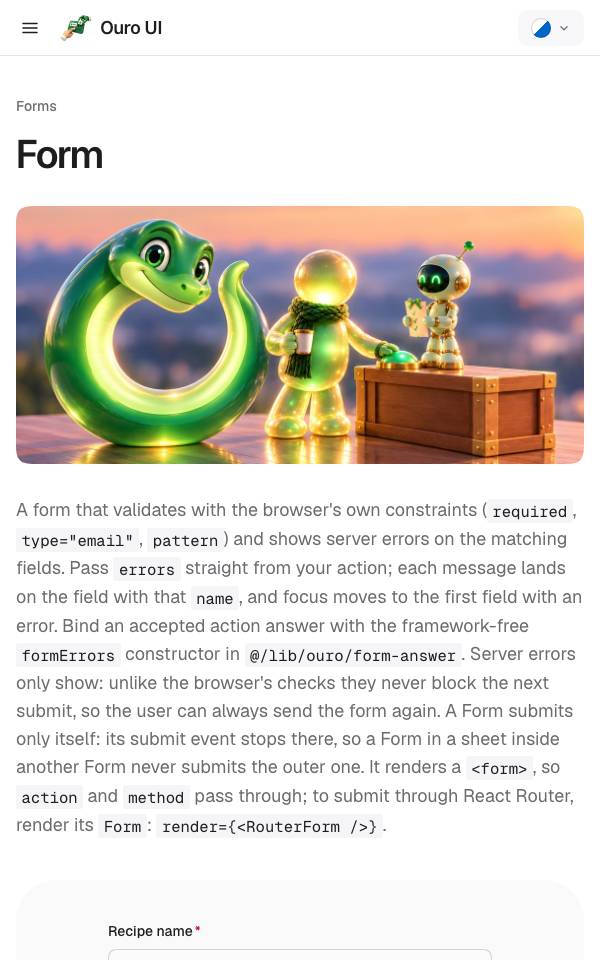 Ouro UI
Forms
Form
A form that validates with the browser's own constraints ( required ,
type="email" , pattern ) and shows server errors on the matching
fields. Pass errors straight from your action; each message lands
on the field with that name , and focus moves to the first field with an
error. Bind an accepted action answer with the framework-free
formErrors constructor in @/lib/ouro/form-answer . Server errors
only show: unlike the browser's checks they never block the next
submit, so the user can always send the form again. A Form submits
only itself: its submit event stops there, so a Form in a sheet inside
another Form never submits the outer one. It renders a <form> , so
action and method pass through; to submit through React Router,
render its Form : render={<RouterForm />} .
Recipe name*